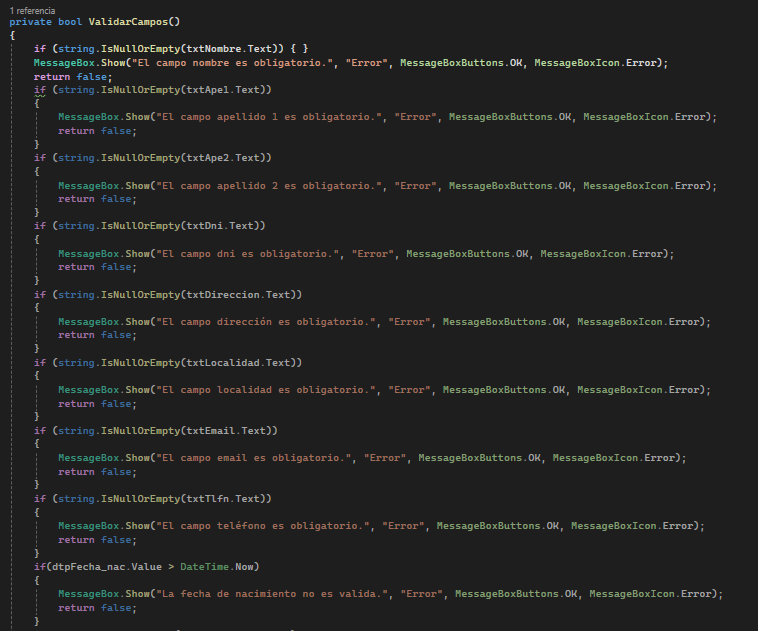 1 referencia
private bool ValidarCampos()
{
    if (string.IsNullOrEmpty(txtNombre.Text)) { }
    MessageBox.Show("El campo nombre es obligatorio.", "Error", MessageBoxButtons.OK, MessageBoxIcon.Error);
    return false;
    if (string.IsNullOrEmpty(txtApe1.Text))
    {
        MessageBox.Show("El campo apellido 1 es obligatorio.", "Error", MessageBoxButtons.OK, MessageBoxIcon.Error);
        return false;
    }
    if (string.IsNullOrEmpty(txtApe2.Text))
    {
        MessageBox.Show("El campo apellido 2 es obligatorio.", "Error", MessageBoxButtons.OK, MessageBoxIcon.Error);
        return false;
    }
    if (string.IsNullOrEmpty(txtDni.Text))
    {
        MessageBox.Show("El campo dni es obligatorio.", "Error", MessageBoxButtons.OK, MessageBoxIcon.Error);
        return false;
    }
    if (string.IsNullOrEmpty(txtDireccion.Text))
    {
        MessageBox.Show("El campo dirección es obligatorio.", "Error", MessageBoxButtons.OK, MessageBoxIcon.Error);
        return false;
    }
    if (string.IsNullOrEmpty(txtLocalidad.Text))
    {
        MessageBox.Show("El campo localidad es obligatorio.", "Error", MessageBoxButtons.OK, MessageBoxIcon.Error);
        return false;
    }
    if (string.IsNullOrEmpty(txtEmail.Text))
    {
        MessageBox.Show("El campo email es obligatorio.", "Error", MessageBoxButtons.OK, MessageBoxIcon.Error);
        return false;
    }
    if (string.IsNullOrEmpty(txtTlfn.Text))
    {
        MessageBox.Show("El campo teléfono es obligatorio.", "Error", MessageBoxButtons.OK, MessageBoxIcon.Error);
        return false;
    }
    if(dtpFecha_nac.Value > DateTime.Now)
    {
        MessageBox.Show("La fecha de nacimiento no es valida.", "Error", MessageBoxButtons.OK, MessageBoxIcon.Error);
        return false;
    }